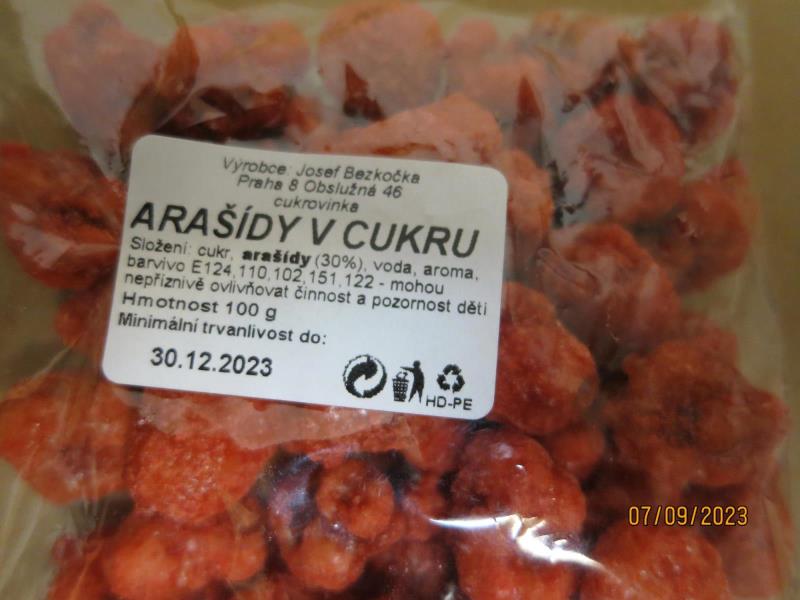 Výrobce: Josef Bezkočka
Praha 8 Obslužná 46
cukrovinka
ARAŠÍDY V CUKRU
Složení: cukr, arašídy (30%), voda, aroma,
barvivo E124,110,102,151,122 - mohou
nepříznivě ovlivňovat činnost a pozornost děti
Hmotnost 100 g
Minimální trvanlivost do:
30.12.2023
HD-PE
07/09/2023